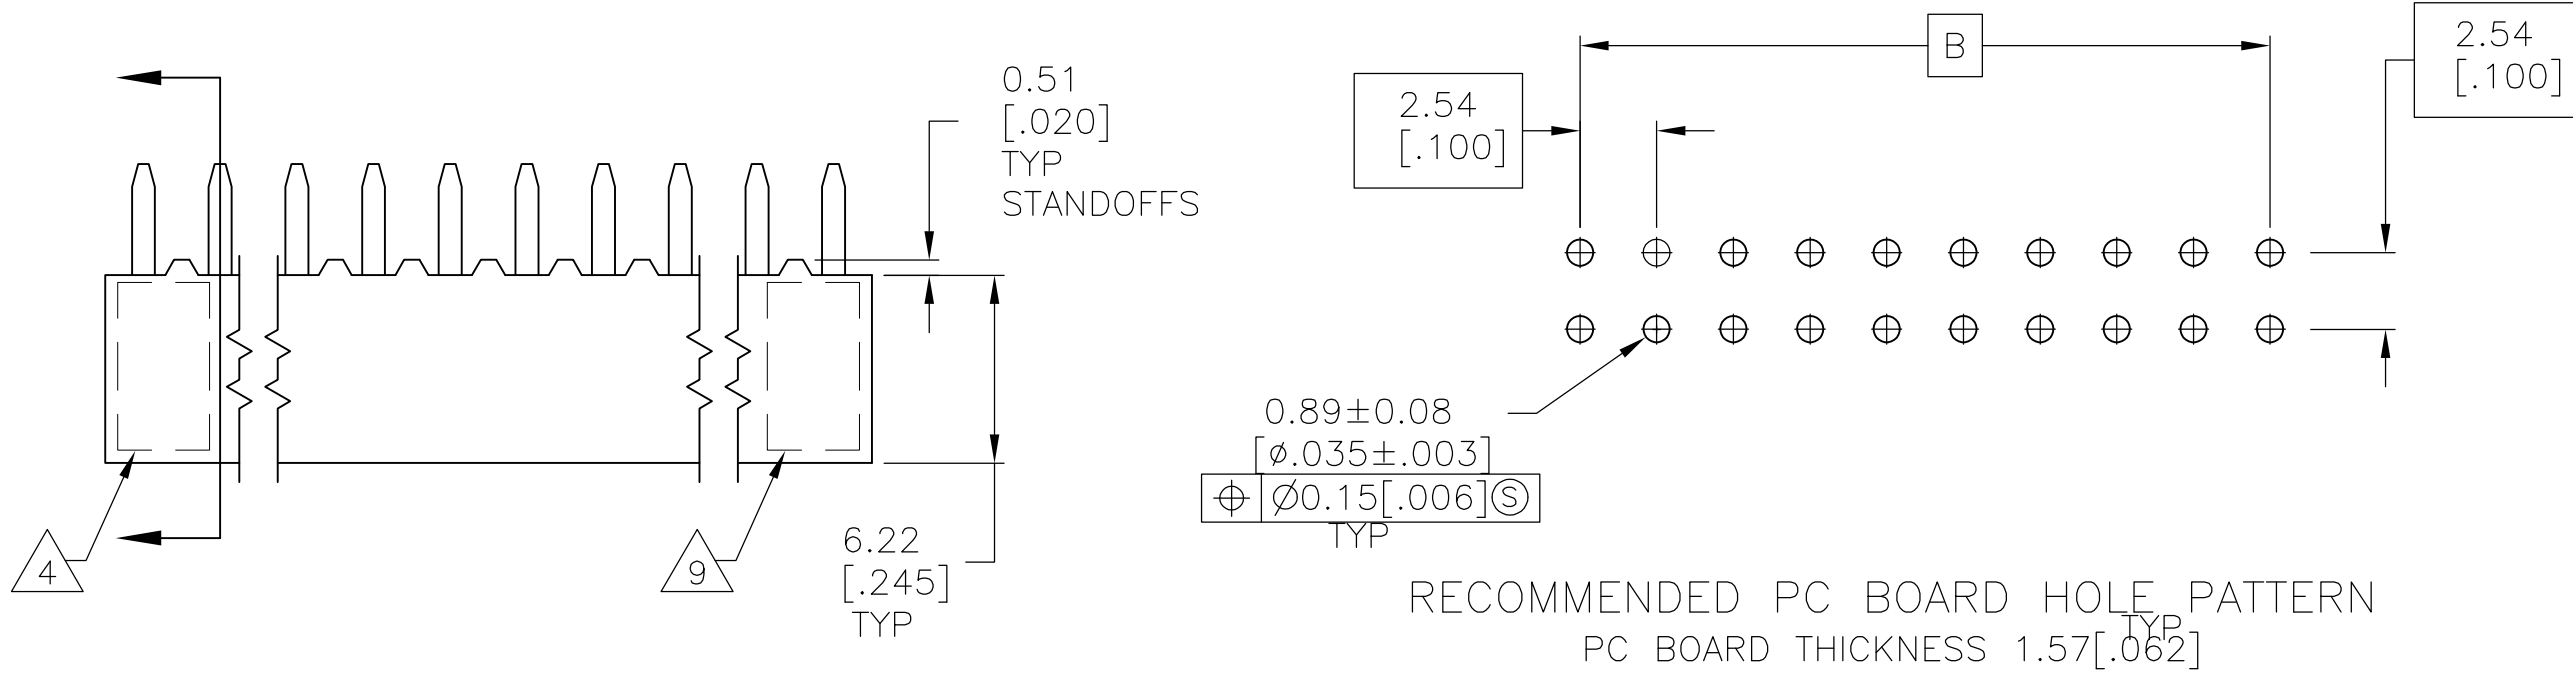 0.51
[.020]
TYP
STANDOFFS
6.22
[.245]
TYP
4
9
B
2.54
[.100]
2.54
[.100]
0.89±0.08
[ø.035±.003]
⌖ Ø0.15[.006]Ⓢ
TYP
RECOMMENDED PC BOARD HOLE PATTERN
TYP
PC BOARD THICKNESS 1.57[.062]